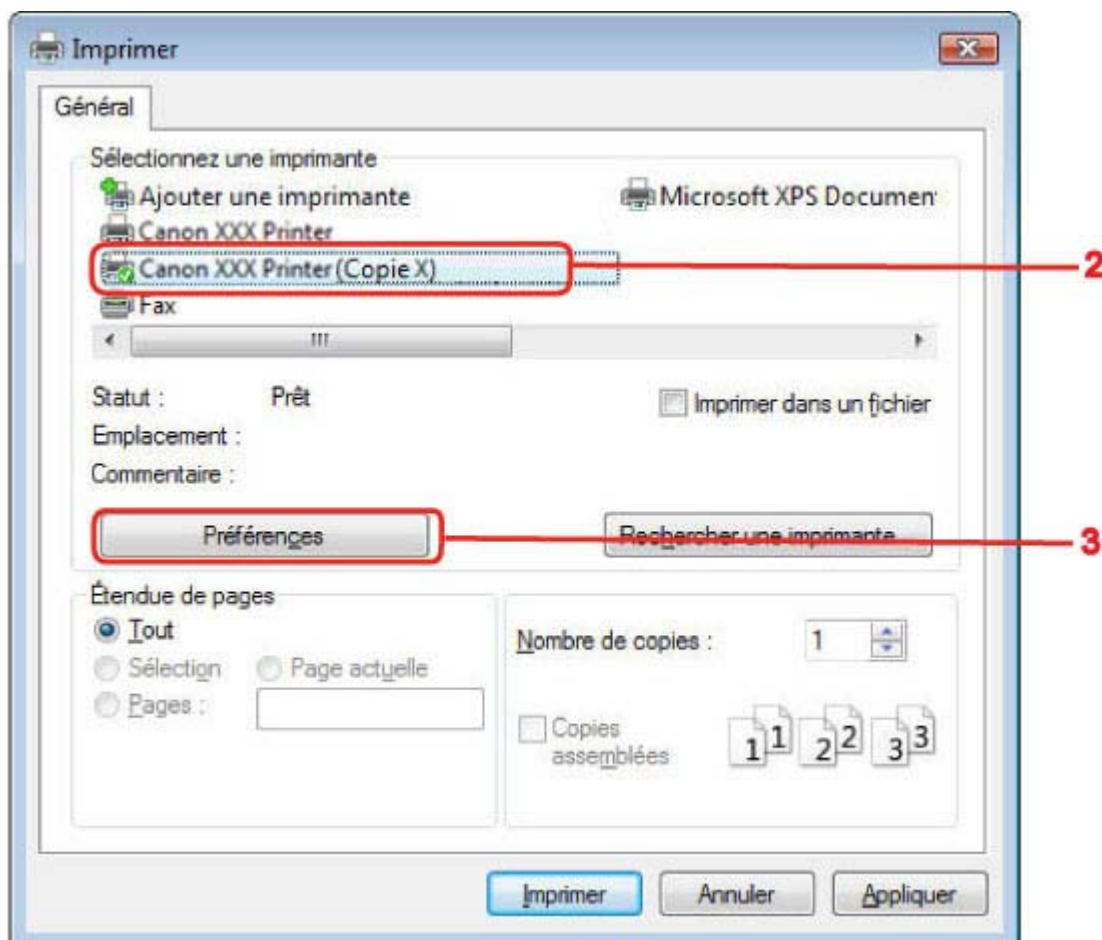 Imprimer
Général
Sélectionnez une imprimante
Ajouter une imprimante
Microsoft XPS Documen
Canon XXX Printer
Canon XXX Printer (Copie X)
2
Fax
Statut : Prêt
Imprimer dans un fichier
Emplacement :
Commentaire :
Préférences
Rechercher une imprimante...
3
Étendue de pages
Tout
Sélection
Page actuelle
Pages :
Nombre de copies : 1
Copies
assemblées
1 1 2 2 3 3
Imprimer
Annuler
Appliquer